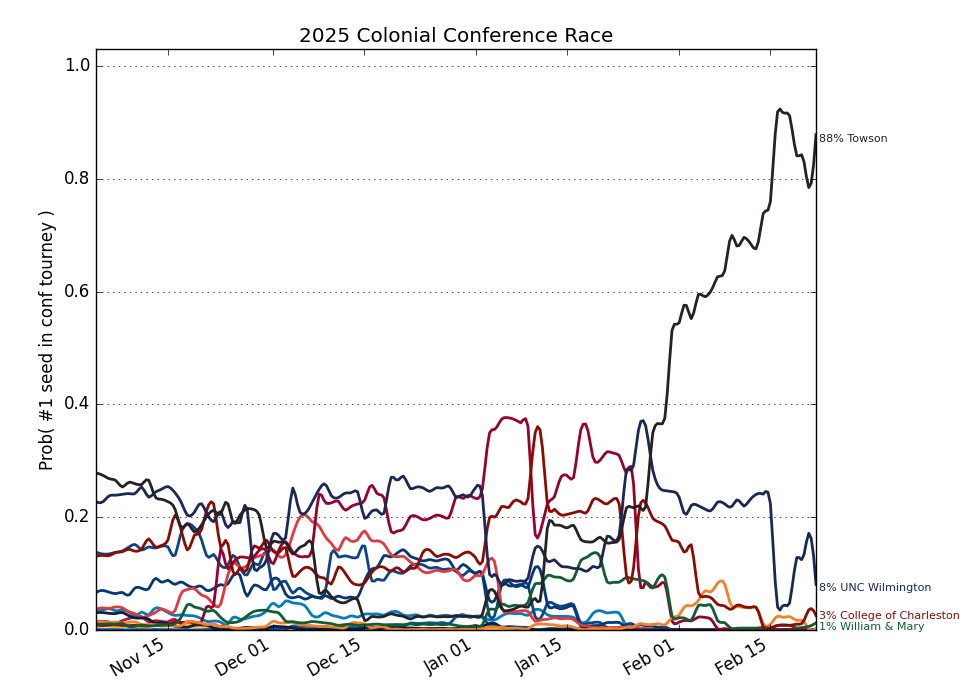 2025 Colonial Conference Race
Prob( #1 seed in conf tourney )
1.0
0.8
0.6
0.4
0.2
0.0
88% Towson
8% UNC Wilmington
3% College of Charleston
1% William & Mary
Nov 15
Dec 01
Dec 15
Jan 01
Jan 15
Feb 01
Feb 15